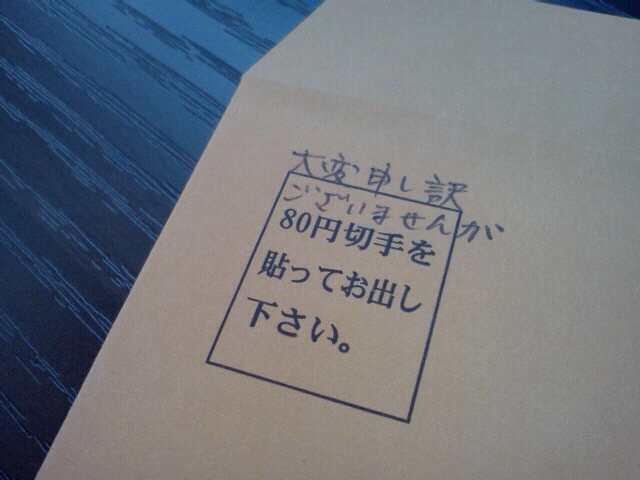 大変申し訳
ございませんが
80円切手を
貼ってお出し
下さい。